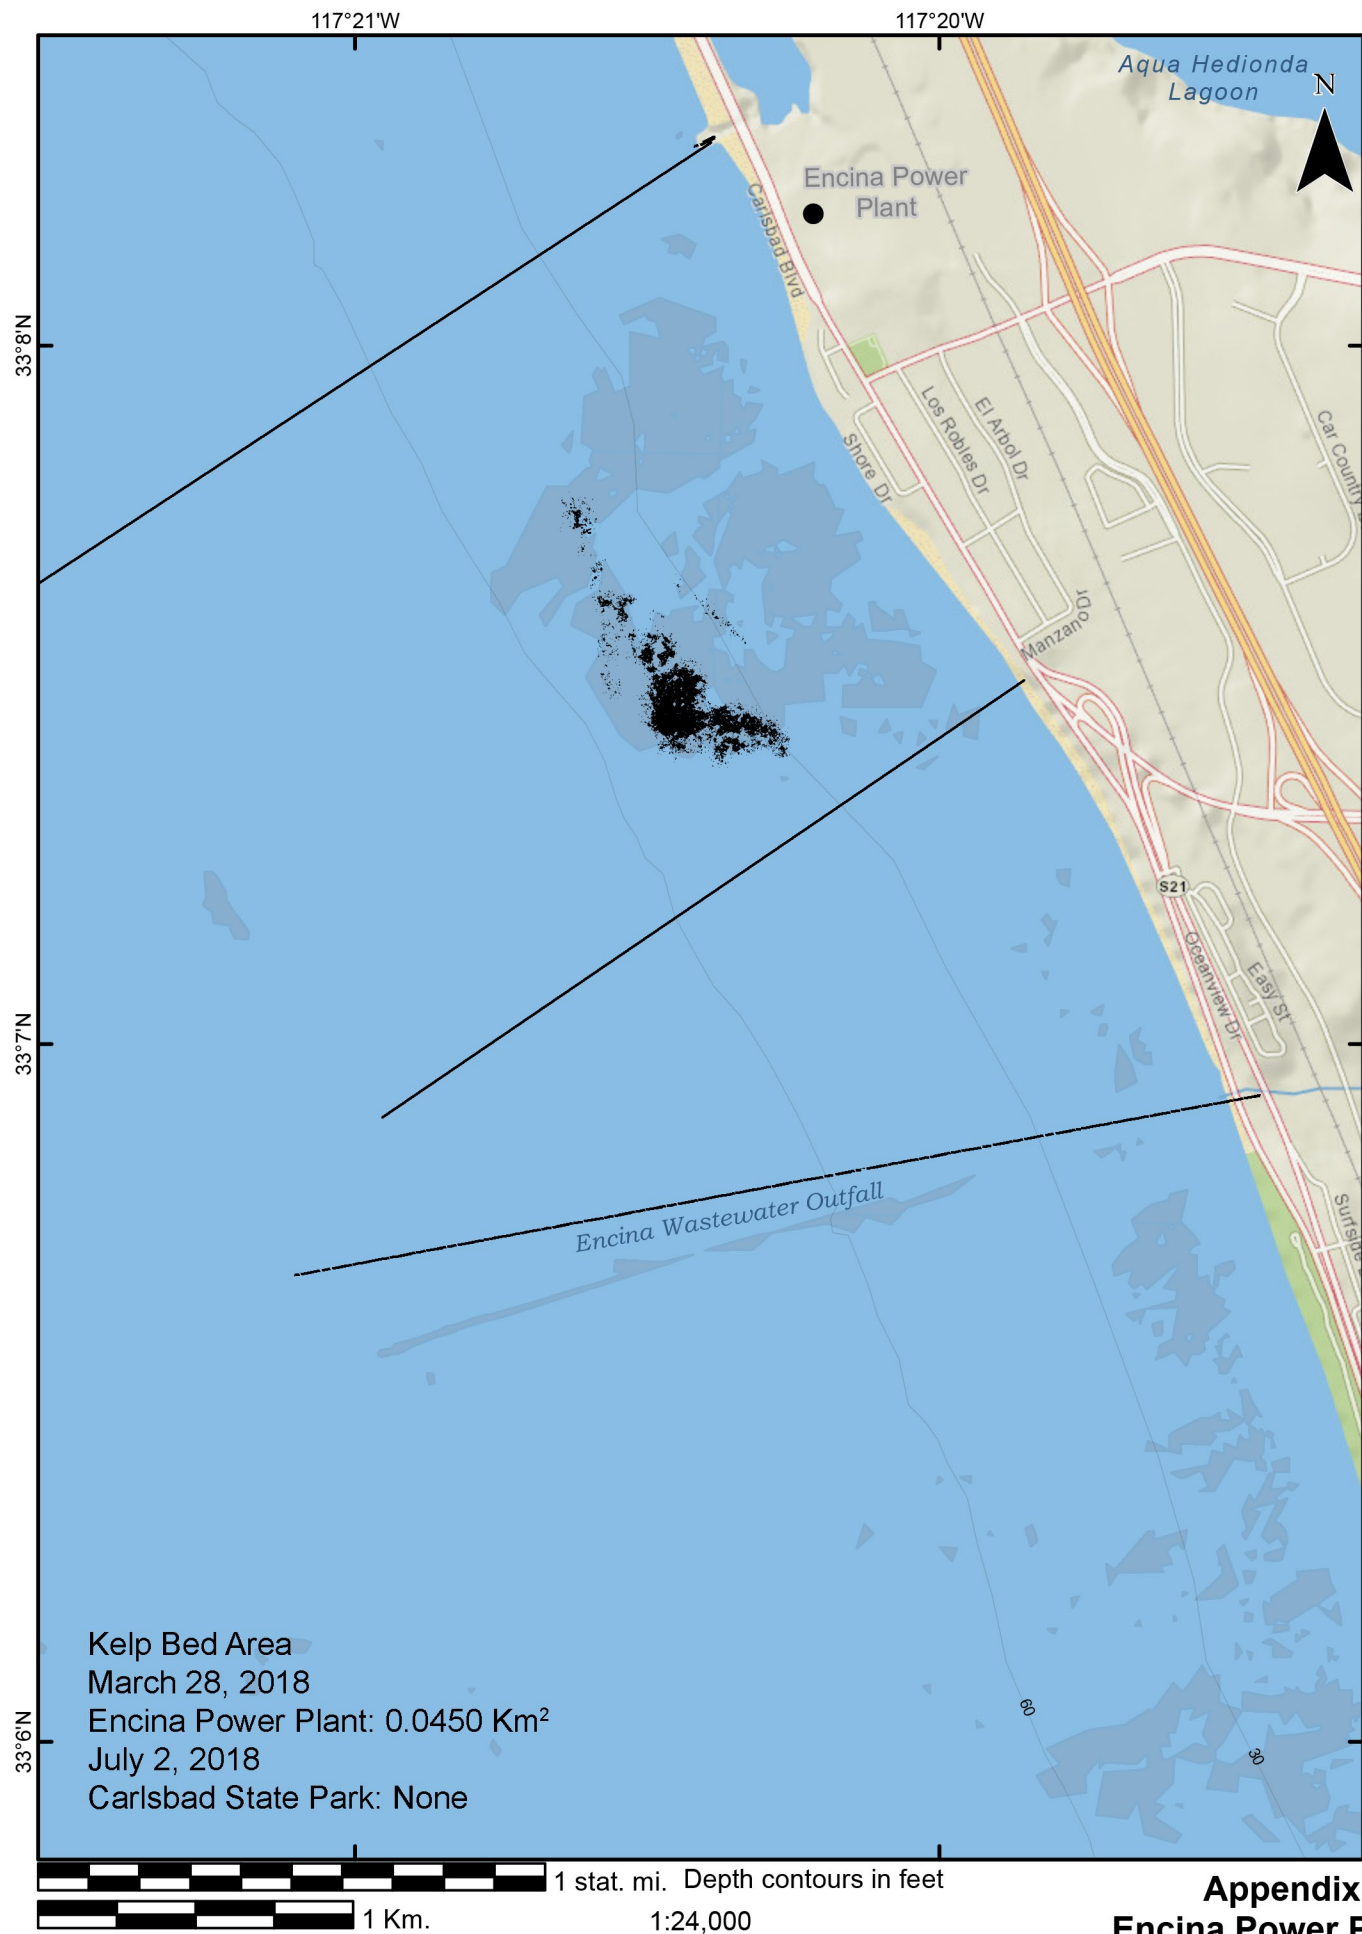 117°21'W
117°20'W
Aqua Hedionda
Lagoon
N
Encina Power
Plant
Carlsbad Blvd
33°8'N
Los Robles Dr
El Arbol Dr
Shore Dr
Car Country
Manzano Dr
S21
Oceanview Dr
Easy St
33°7'N
Encina Wastewater Outfall
Surfside
60
30
33°6'N
Kelp Bed Area
March 28, 2018
Encina Power Plant: 0.0450 Km²
July 2, 2018
Carlsbad State Park: None
1 stat. mi.
Depth contours in feet
1 Km.
1:24,000
Appendix
Encina Power P